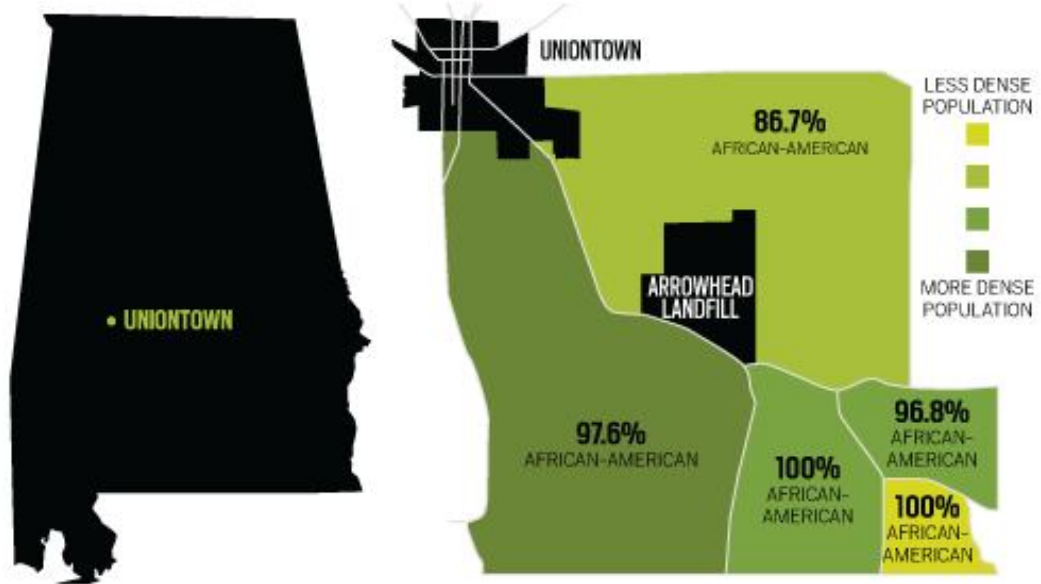 UNIONTOWN
UNIONTOWN
86.7%
AFRICAN-AMERICAN
LESS DENSE
POPULATION
MORE DENSE
POPULATION
ARROWHEAD
LANDFILL
97.6%
AFRICAN-AMERICAN
100%
AFRICAN-
AMERICAN
96.8%
AFRICAN-
AMERICAN
100%
AFRICAN-
AMERICAN